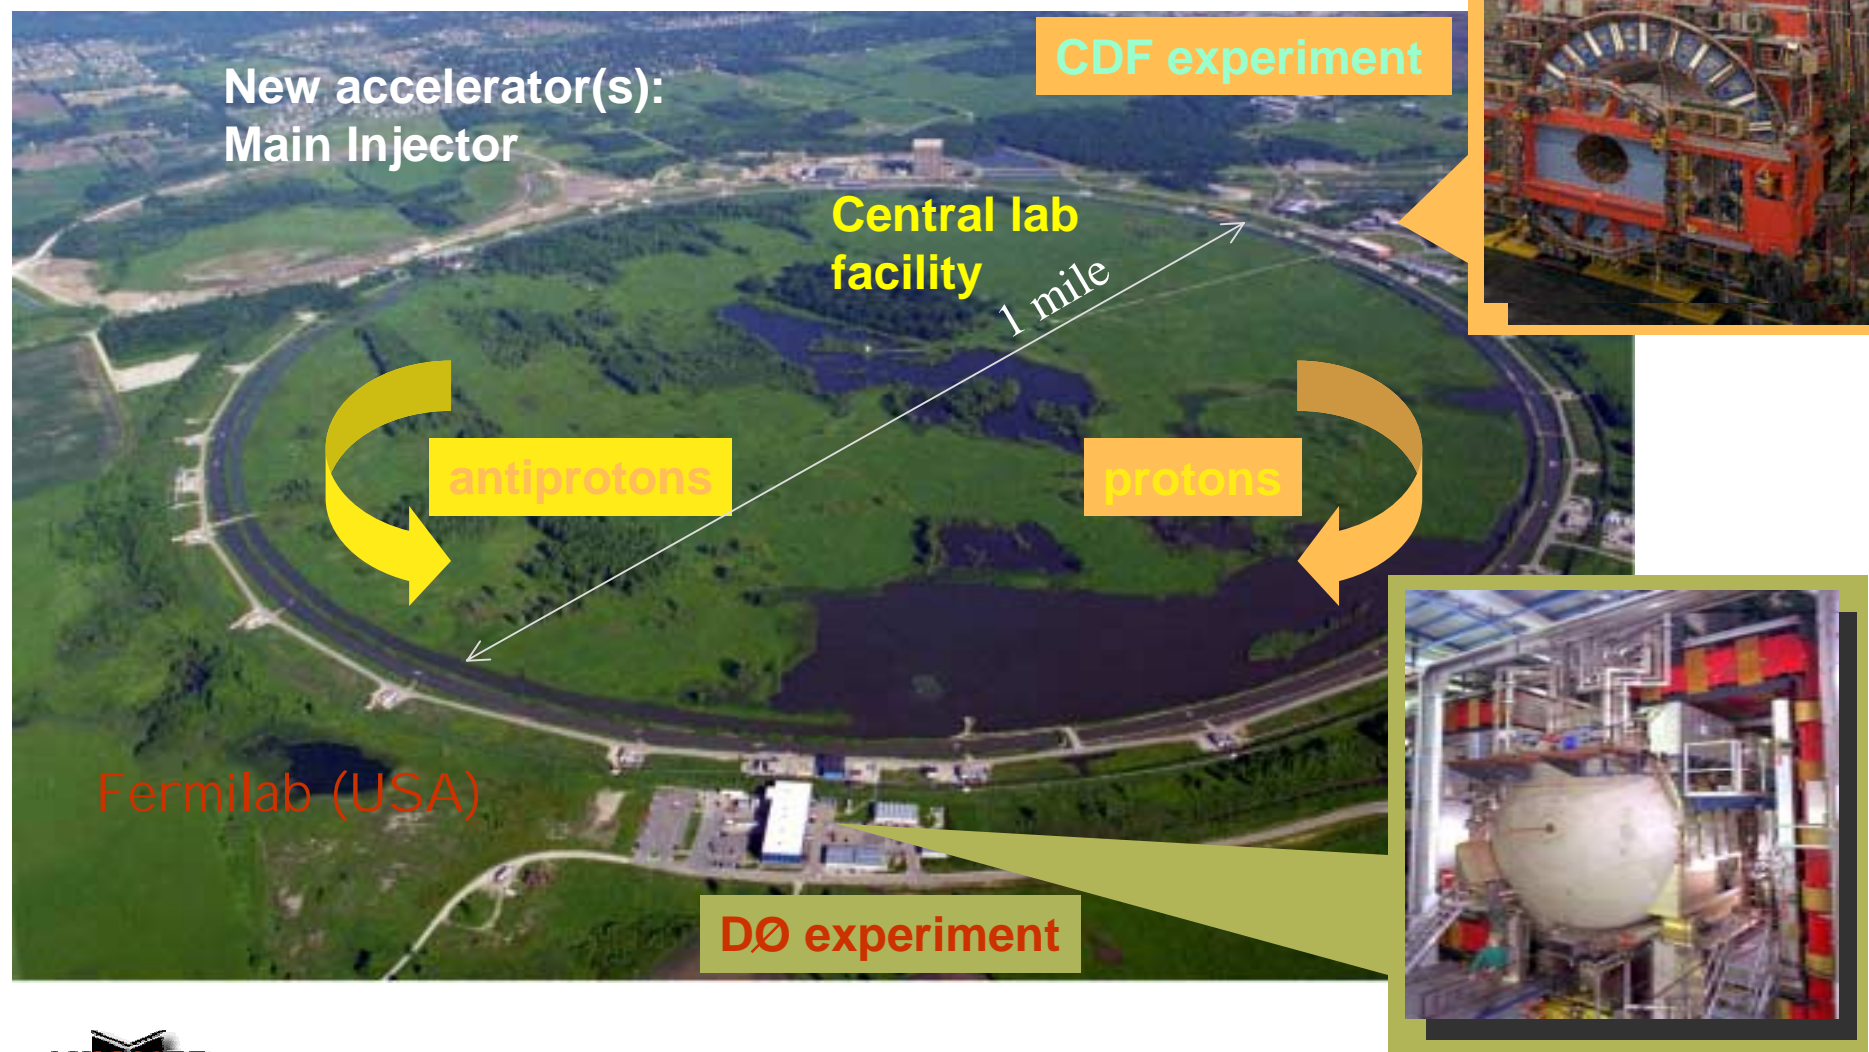 CDF experiment
New accelerator(s):
Main Injector
Central lab
facility
1 mile
antiprotons
protons
Fermilab (USA)
DØ experiment